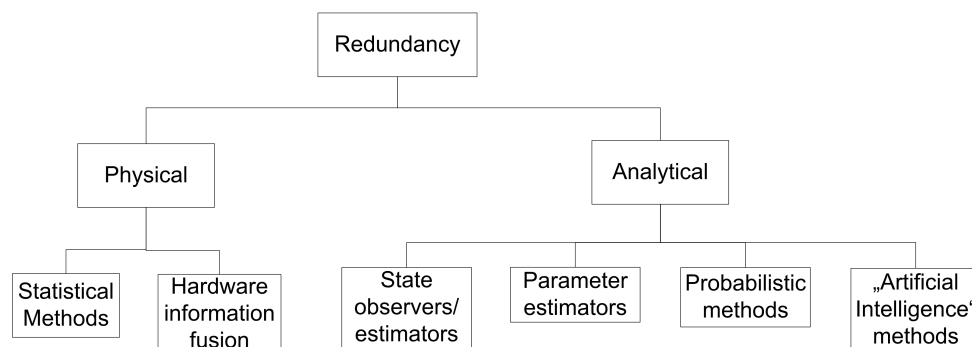 Redundancy
Physical
Analytical
Statistical
Methods
Hardware
information
fusion
State
observers/
estimators
Parameter
estimators
Probabilistic
methods
„Artificial
Intelligence“
methods